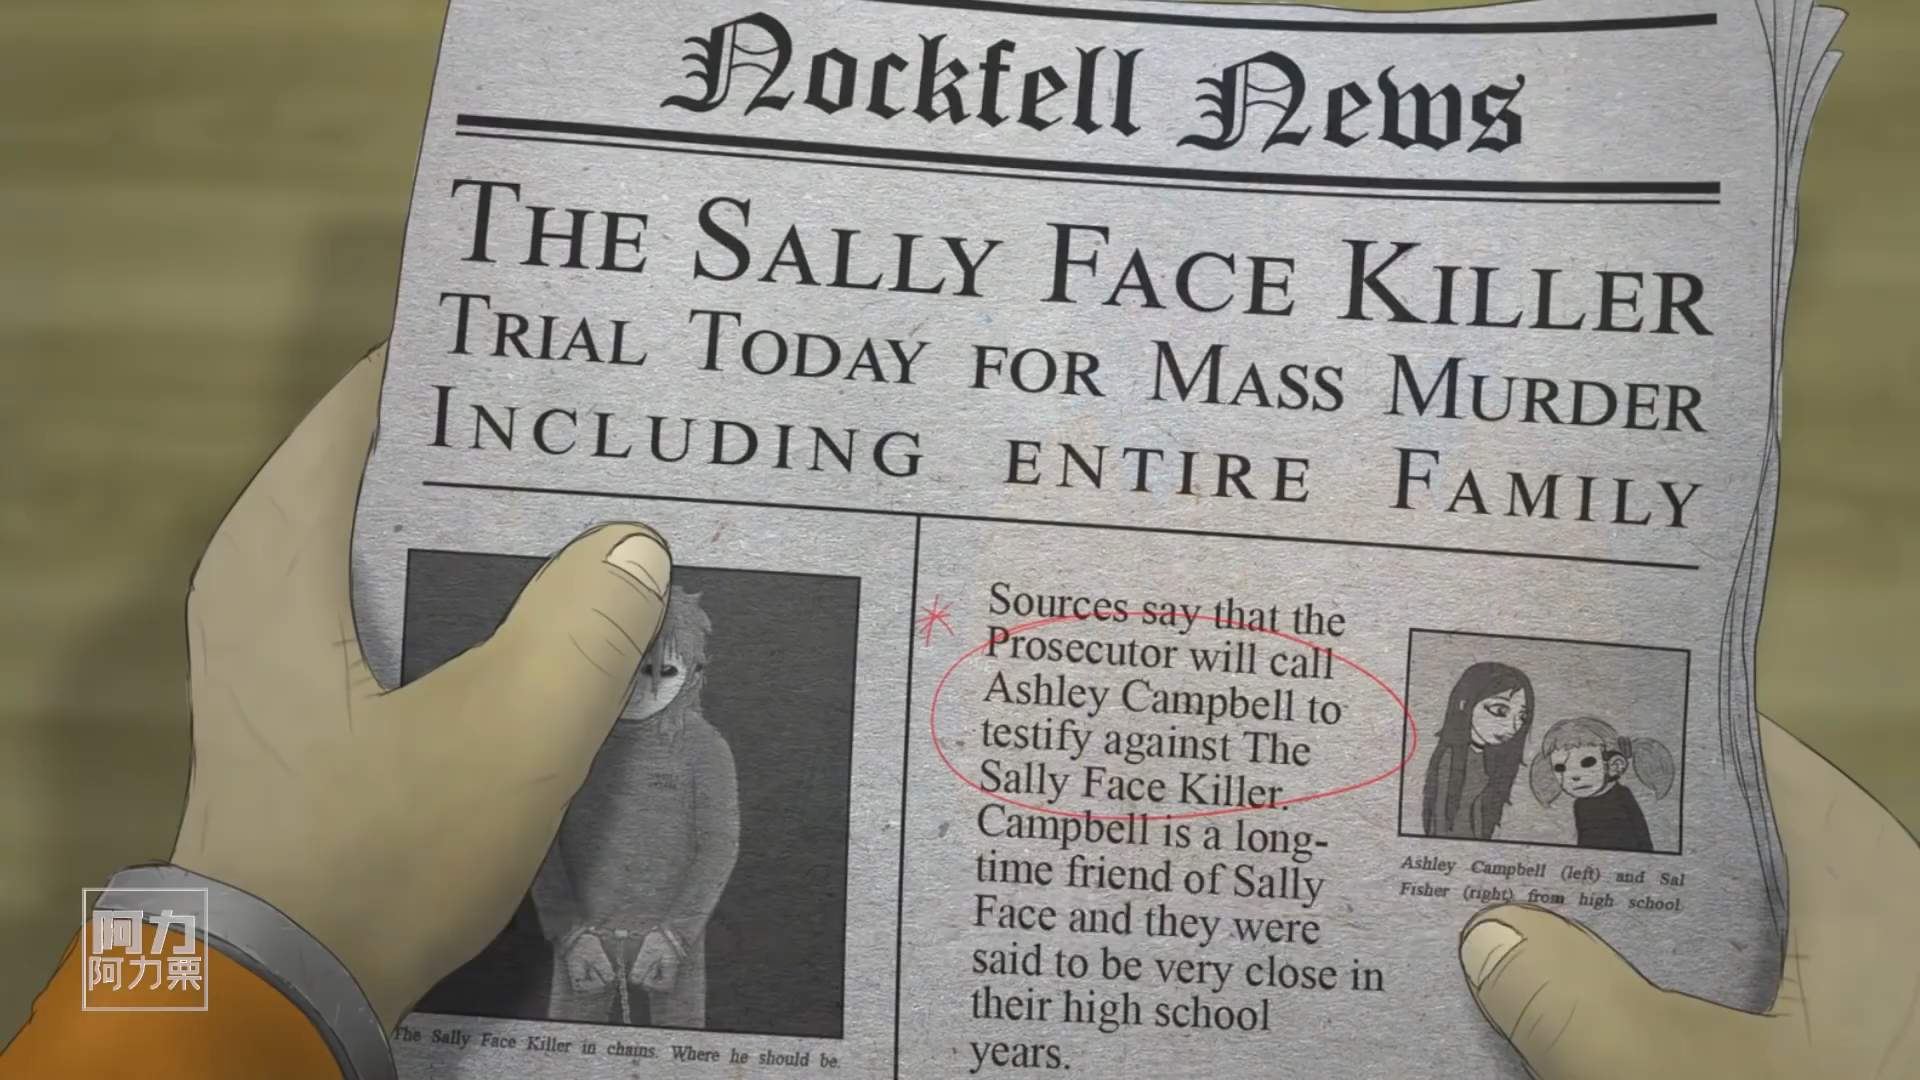 Nockfell News
THE SALLY FACE KILLER
TRIAL TODAY FOR MASS MURDER
INCLUDING ENTIRE FAMILY
Sources say that the
Prosecutor will call
Ashley Campbell to
testify against The
Sally Face Killer.
Campbell is a long-
time friend of Sally
Face and they were
said to be very close in
their high school
years.
Ashley Campbell (left) and Sal
Fisher (right) from high school.
The Sally Face Killer in chains. Where he should be.
阿力
阿力栗